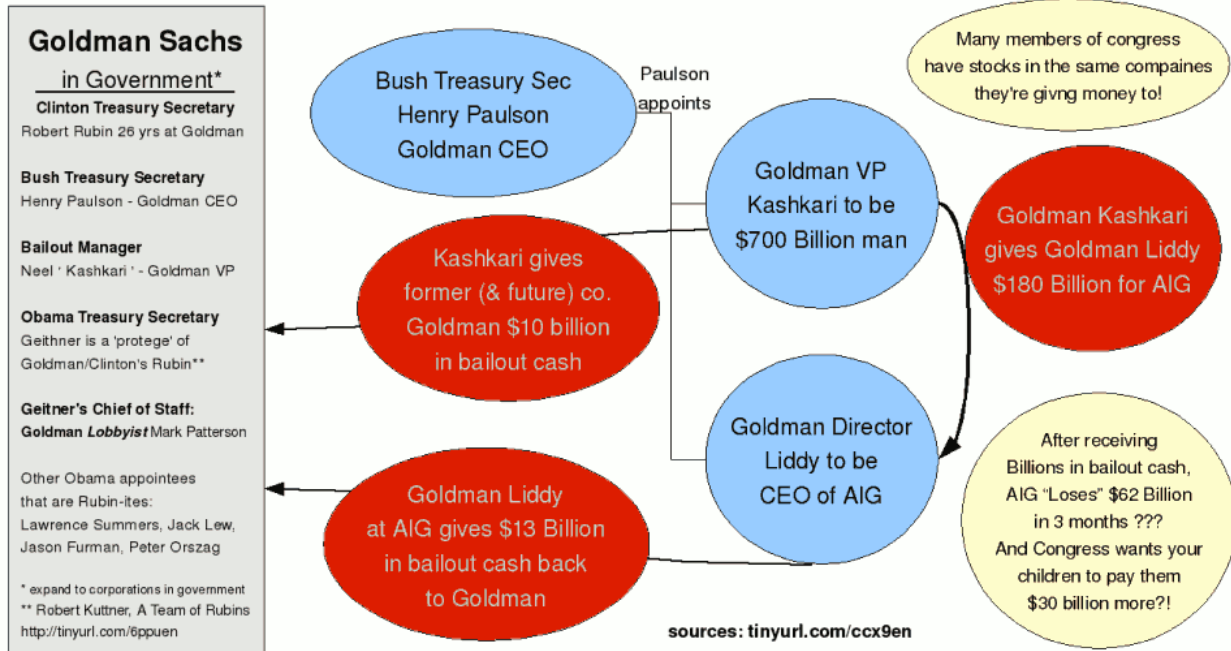 Goldman Sachs
in Government*
Clinton Treasury Secretary
Robert Rubin 26 yrs at Goldman
Bush Treasury Secretary
Henry Paulson - Goldman CEO
Bailout Manager
Neel ' Kashkari ' - Goldman VP
Obama Treasury Secretary
Geithner is a 'protege' of
Goldman/Clinton's Rubin**
Geitner's Chief of Staff:
Goldman Lobbyist Mark Patterson
Other Obama appointees
that are Rubin-ites:
Lawrence Summers, Jack Lew,
Jason Furman, Peter Orszag
* expand to corporations in government
** Robert Kuttner, A Team of Rubins
http://tinyurl.com/6ppuen
Bush Treasury Sec
Henry Paulson
Goldman CEO
Paulson
appoints
Goldman VP
Kashkari to be
$700 Billion man
Many members of congress
have stocks in the same compaines
they're givng money to!
Goldman Kashkari
gives Goldman Liddy
$180 Billion for AIG
Kashkari gives
former (& future) co.
Goldman $10 billion
in bailout cash
Goldman Director
Liddy to be
CEO of AIG
Goldman Liddy
at AIG gives $13 Billion
in bailout cash back
to Goldman
After receiving
Billions in bailout cash,
AIG "Loses" $62 Billion
in 3 months ???
And Congress wants your
children to pay them
$30 billion more?!
sources: tinyurl.com/ccx9en